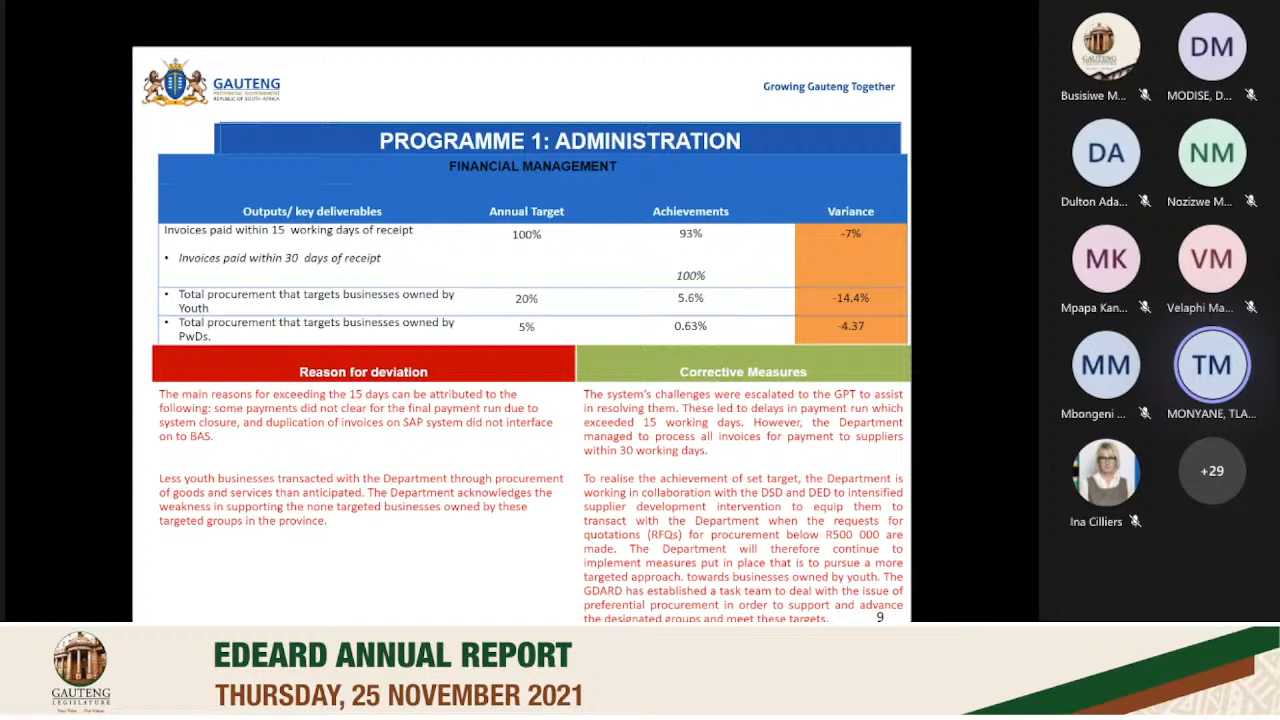 GAUTENG
PROVINCIAL GOVERNMENT
REPUBLIC OF SOUTH AFRICA
Growing Gauteng Together
PROGRAMME 1: ADMINISTRATION
FINANCIAL MANAGEMENT
Outputs/ key deliverables Annual Target Achievements Variance
Invoices paid within 15 working days of receipt 100% 93% -7%
• Invoices paid within 30 days of receipt
100%
• Total procurement that targets businesses owned by 20% 5.6% -14.4%
Youth
• Total procurement that targets businesses owned by 5% 0.63% -4.37
PwDs.
Reason for deviation
The main reasons for exceeding the 15 days can be attributed to the
following: some payments did not clear for the final payment run due to
system closure, and duplication of invoices on SAP system did not interface
on to BAS.
Less youth businesses transacted with the Department through procurement
of goods and services than anticipated. The Department acknowledges the
weakness in supporting the none targeted businesses owned by these
targeted groups in the province.
Corrective Measures
The system's challenges were escalated to the GPT to assist
in resolving them. These led to delays in payment run which
exceeded 15 working days. However, the Department
managed to process all invoices for payment to suppliers
within 30 working days.
To realise the achievement of set target, the Department is
working in collaboration with the DSD and DED to intensified
supplier development intervention to equip them to
transact with the Department when the requests for
quotations (RFQs) for procurement below R500 000 are
made. The Department will therefore continue to
implement measures put in place that is to pursue a more
targeted approach. towards businesses owned by youth. The
GDARD has established a task team to deal with the issue of
preferential procurement in order to support and advance
the designated groups and meet these targets.
9
Busisiwe M...
DM
MODISE, D...
DA
Dulton Ada...
NM
Nozizwe M...
MK
Mpapa Kan...
VM
Velaphi Ma...
MM
Mbongeni ...
TM
MONYANE, TLA...
Ina Cilliers
+29
GAUTENG
LEGISLATURE
Your View Our Vision
EDEARD ANNUAL REPORT
THURSDAY, 25 NOVEMBER 2021